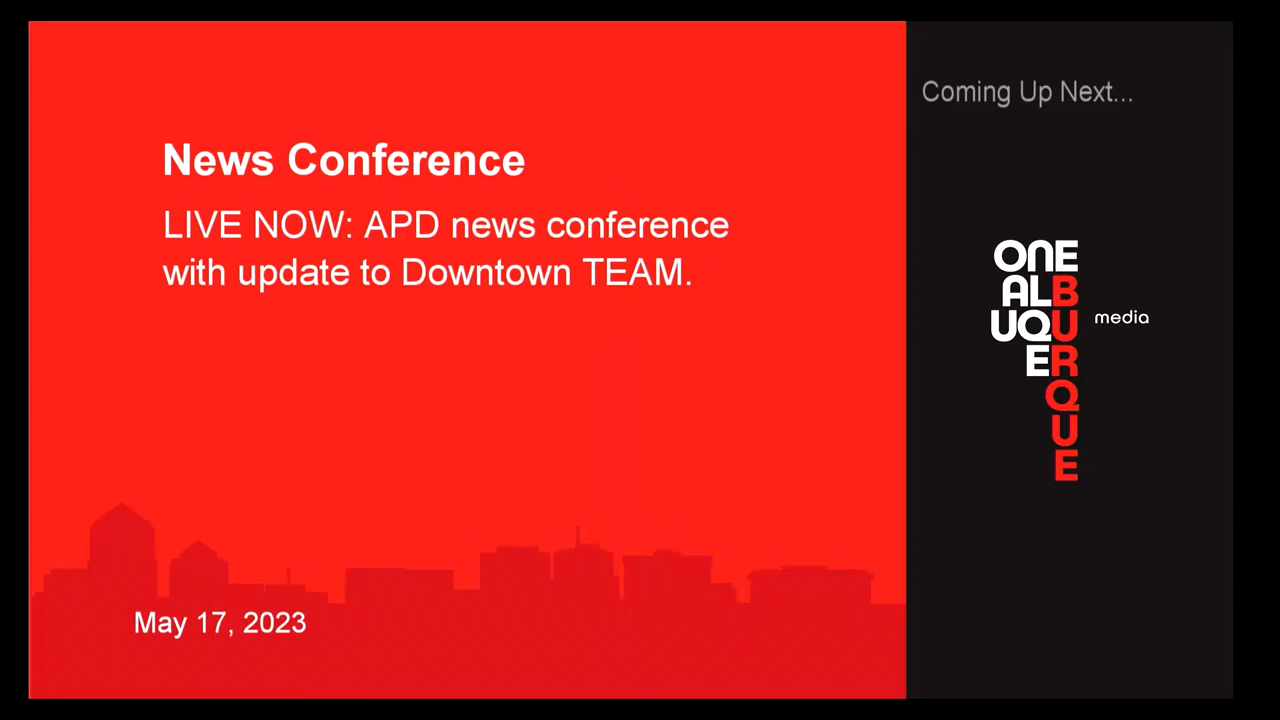 News Conference
LIVE NOW: APD news conference
with update to Downtown TEAM.
May 17, 2023
Coming Up Next...
ONE
ALB
UQU
ER
Q
U
E
media